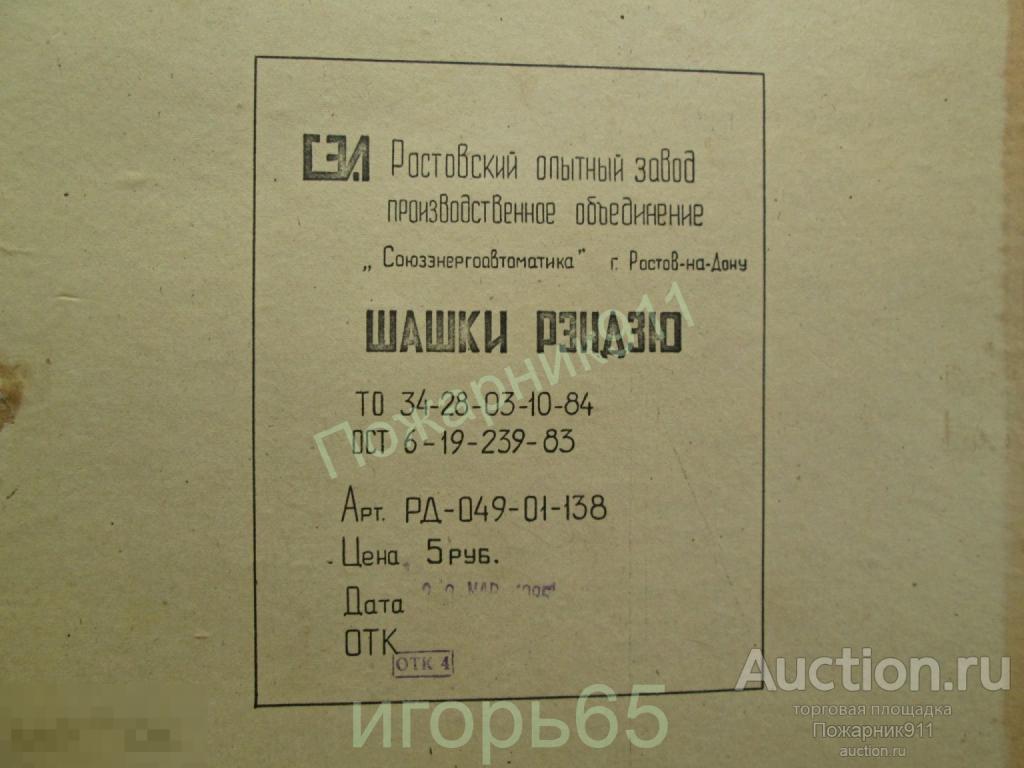 СЭА Ростовский опытный завод
производственное объединение
„Союзэнергоавтоматика" г. Ростов-на-Дону
ШАШКИ РЭНДЗЮ
ТО 34-28-03-10-84
ОСТ 6-19-239-83
Арт. РД-049-01-138
Цена 5 руб.
Дата МАР
ОТК
ОТК 4
Пожарник911
игорь65
Auction.ru
торговая площадка
Пожарник911
auction.ru